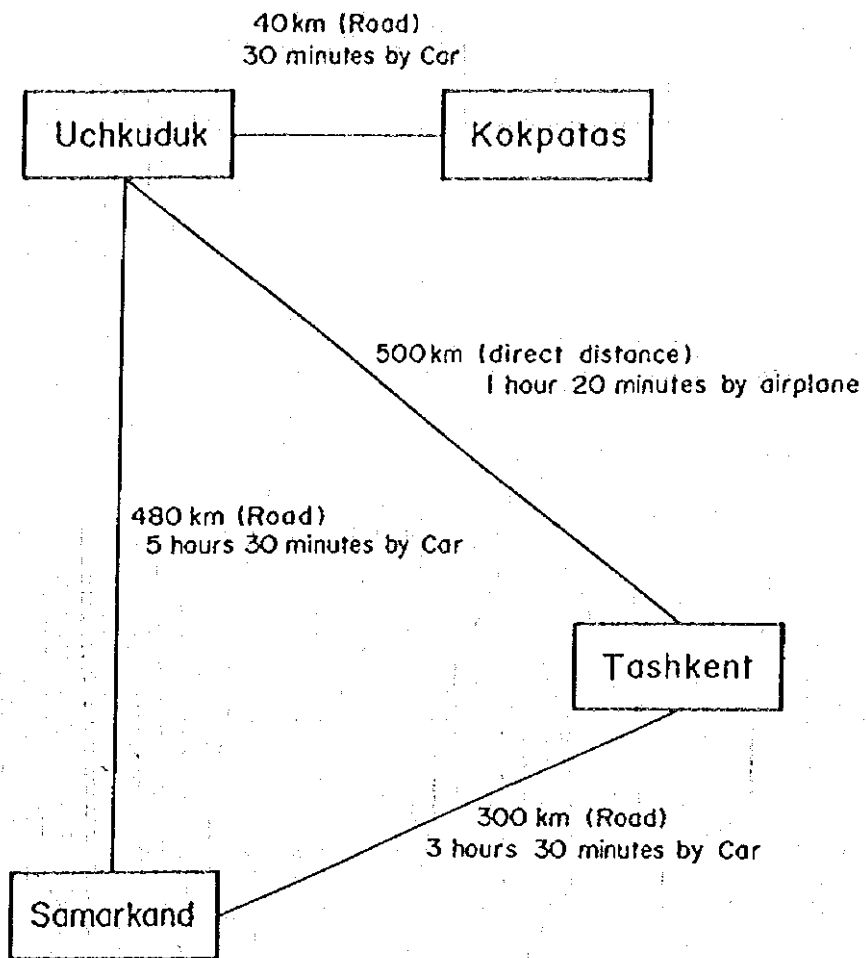 40km (Road)
30 minutes by Car
Uchkuduk
Kokpatas
500km (direct distance)
1 hour 20 minutes by airplane
480 km (Road)
5 hours 30 minutes by Car
Tashkent
300 km (Road)
3 hours 30 minutes by Car
Samarkand